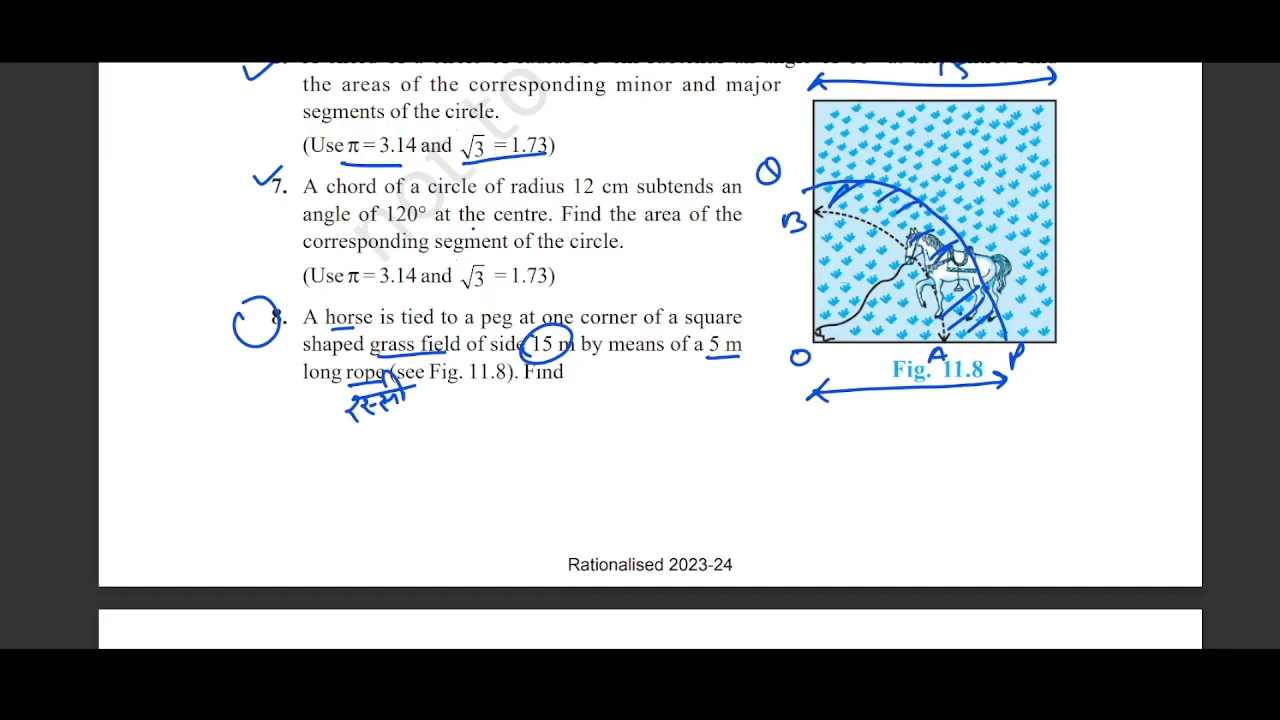 15
the areas of the corresponding minor and major
segments of the circle.
(Use π = 3.14 and √3 = 1.73)
7. A chord of a circle of radius 12 cm subtends an
angle of 120° at the centre. Find the area of the
corresponding segment of the circle.
(Use π = 3.14 and √3 = 1.73)
8. A horse is tied to a peg at one corner of a square
shaped grass field of side 15 m by means of a 5 m
long rope (see Fig. 11.8). Find
not to
Q
B
O
A
P
Fig. 11.8
Rationalised 2023-24